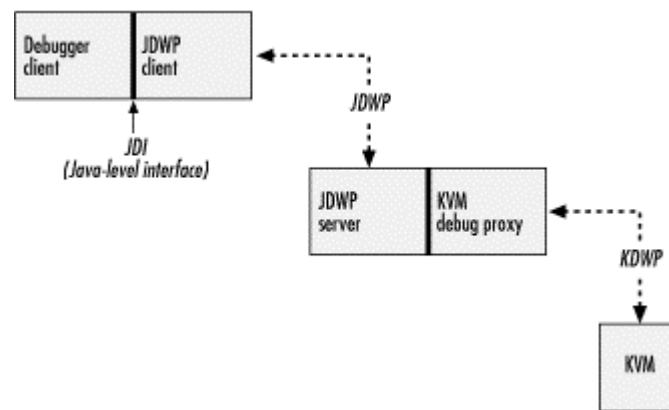 Debugger
client
JDWP
client
JDI
(Java-level interface)
JDWP
JDWP
server
KVM
debug proxy
KDWP
KVM